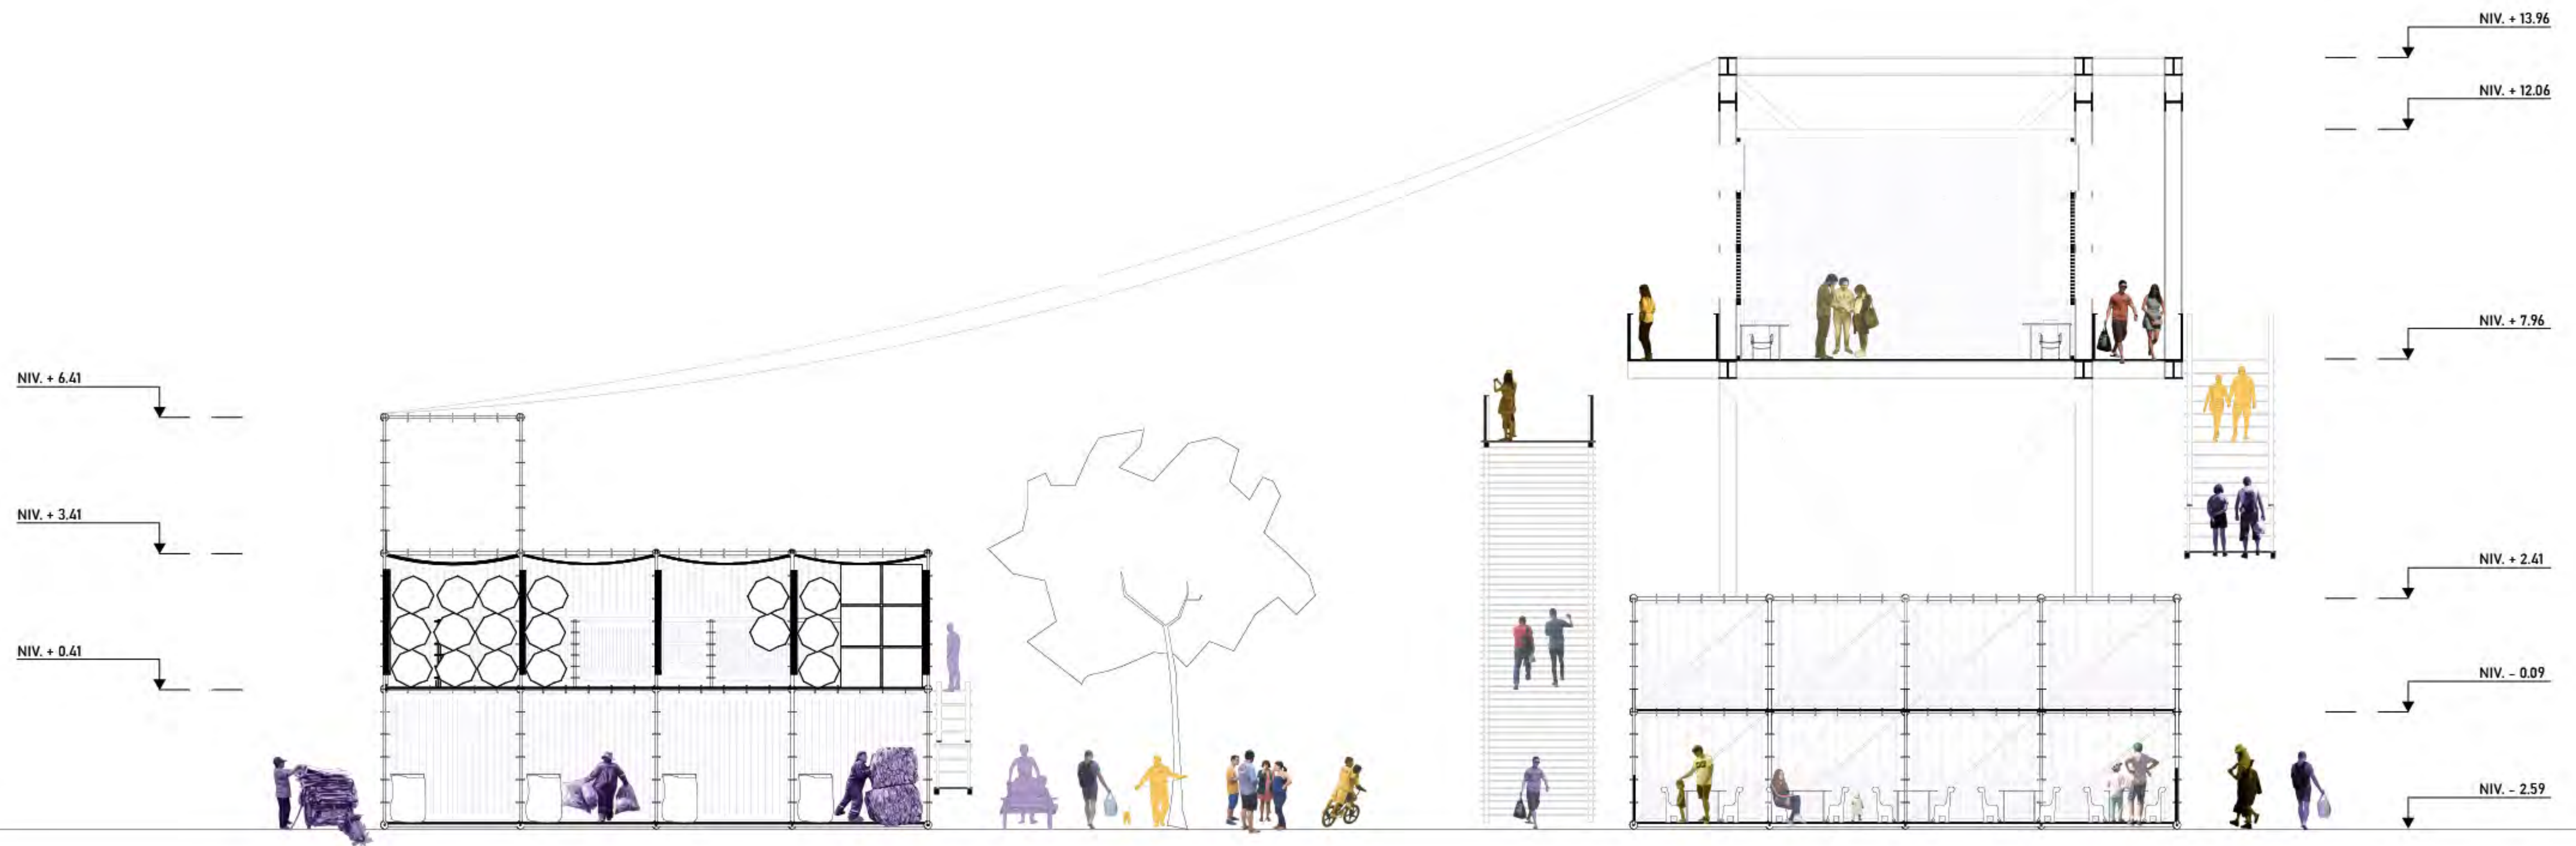 NIV. + 6.41
NIV. + 3.41
NIV. + 0.41
NIV. + 13.96
NIV. + 12.06
NIV. + 7.96
NIV. + 2.41
NIV. - 0.09
NIV. - 2.59